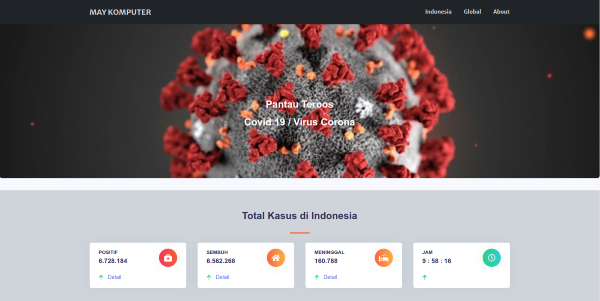 MAY KOMPUTER
Indonesia Global About
Pantau Teroos
Covid 19 / Virus Corona
Total Kasus di Indonesia
POSITIF
6.728.184
Detail
SEMBUH
6.562.268
Detail
MENINGGAL
160.788
Detail
JAM
9 : 58 : 16